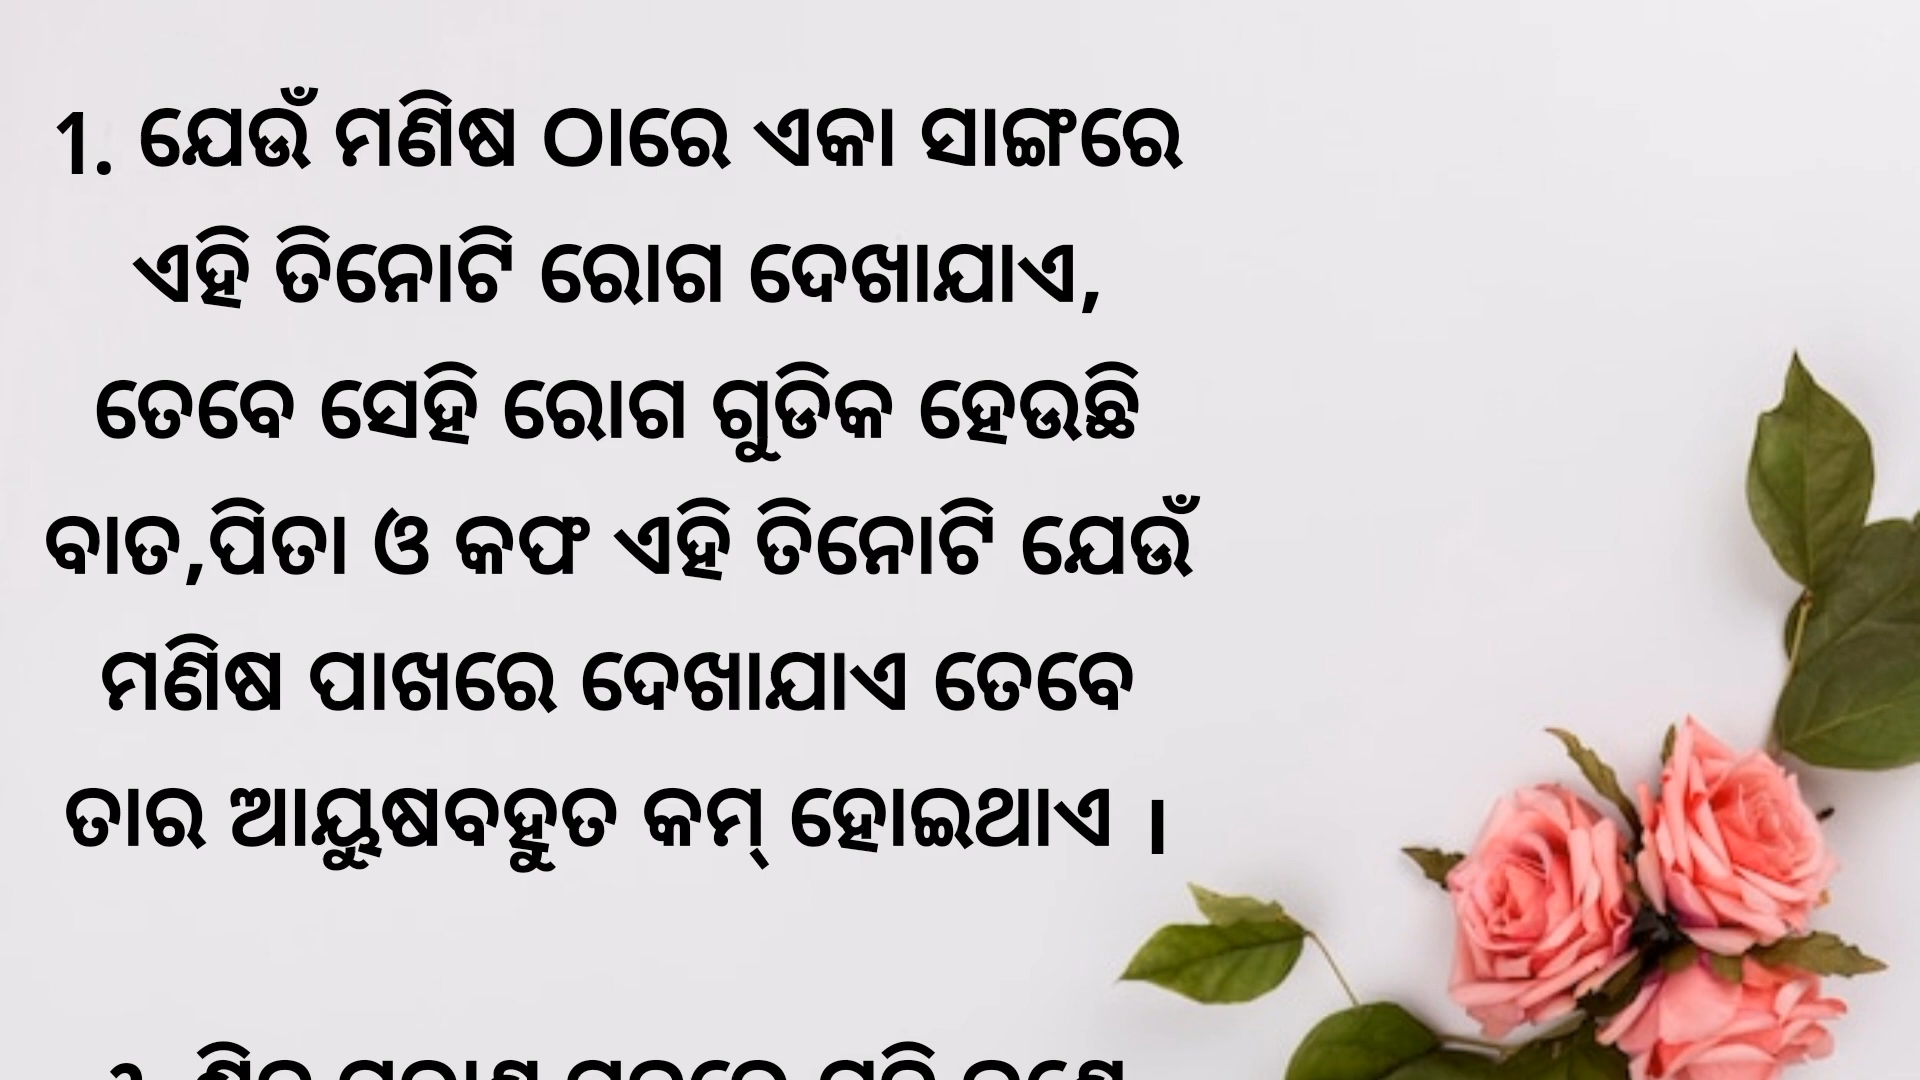 1. ଯେଉଁ ମଣିଷ ଠାରେ ଏକା ସାଙ୍ଗରେ
ଏହି ତିନୋଟି ରୋଗ ଦେଖାଯାଏ,
ତେବେ ସେହି ରୋଗ ଗୁଡିକ ହେଉଛି
ବାତ,ପିତା ଓ କଫ ଏହି ତିନୋଟି ଯେଉଁ
ମଣିଷ ପାଖରେ ଦେଖାଯାଏ ତେବେ
ତାର ଆୟୁଷବହୁତ କମ୍ ହୋଇଥାଏ ।